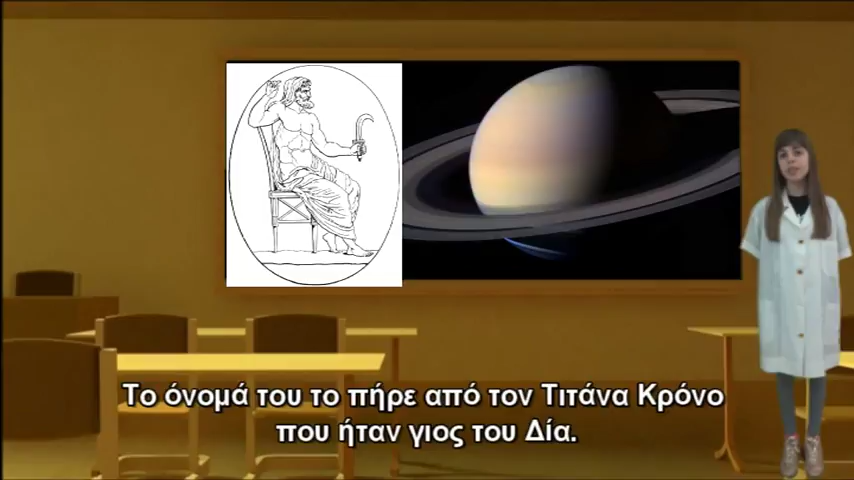 Το όνομά του το πήρε από τον Τιτάνα Κρόνο
που ήταν γιος του Δία.